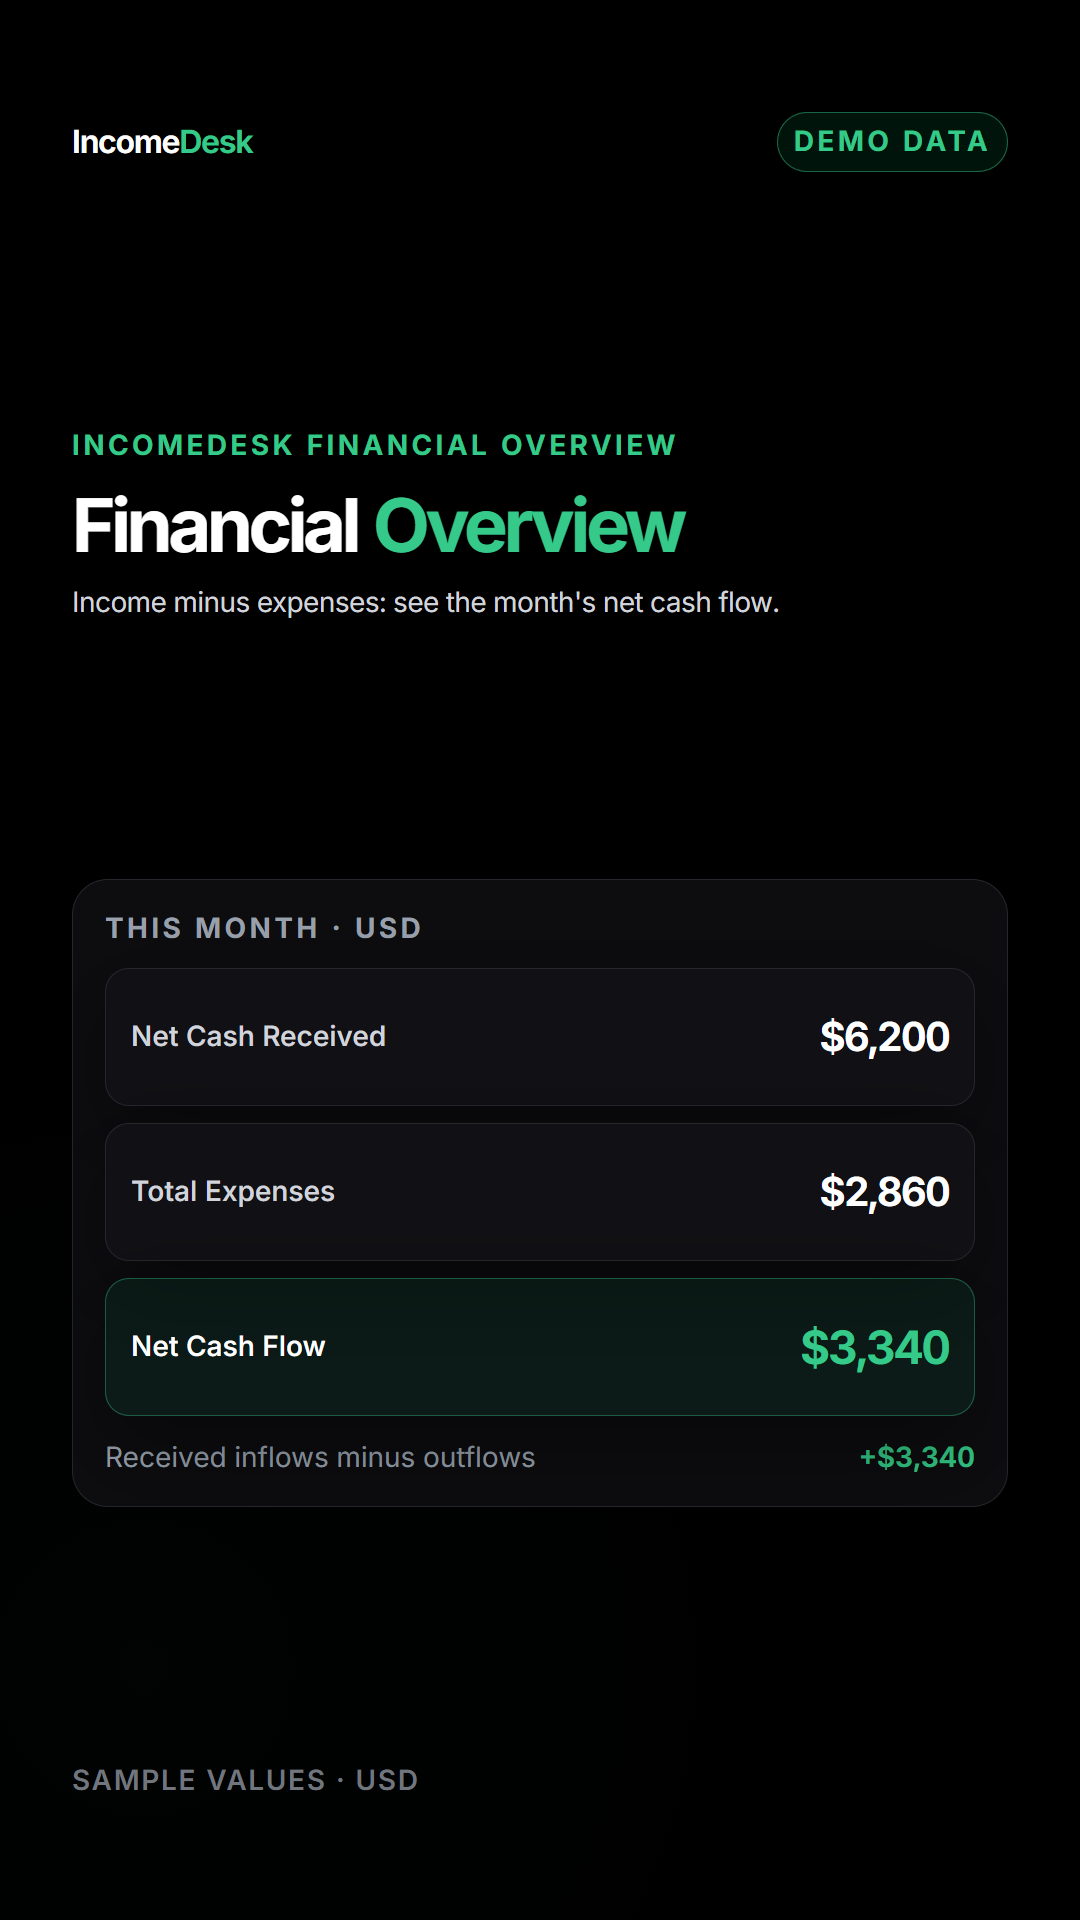 IncomeDesk
DEMO DATA
INCOMEDESK FINANCIAL OVERVIEW
Financial Overview
Income minus expenses: see the month's net cash flow.
THIS MONTH · USD
Net Cash Received $6,200
Total Expenses $2,860
Net Cash Flow $3,340
Received inflows minus outflows +$3,340
SAMPLE VALUES · USD